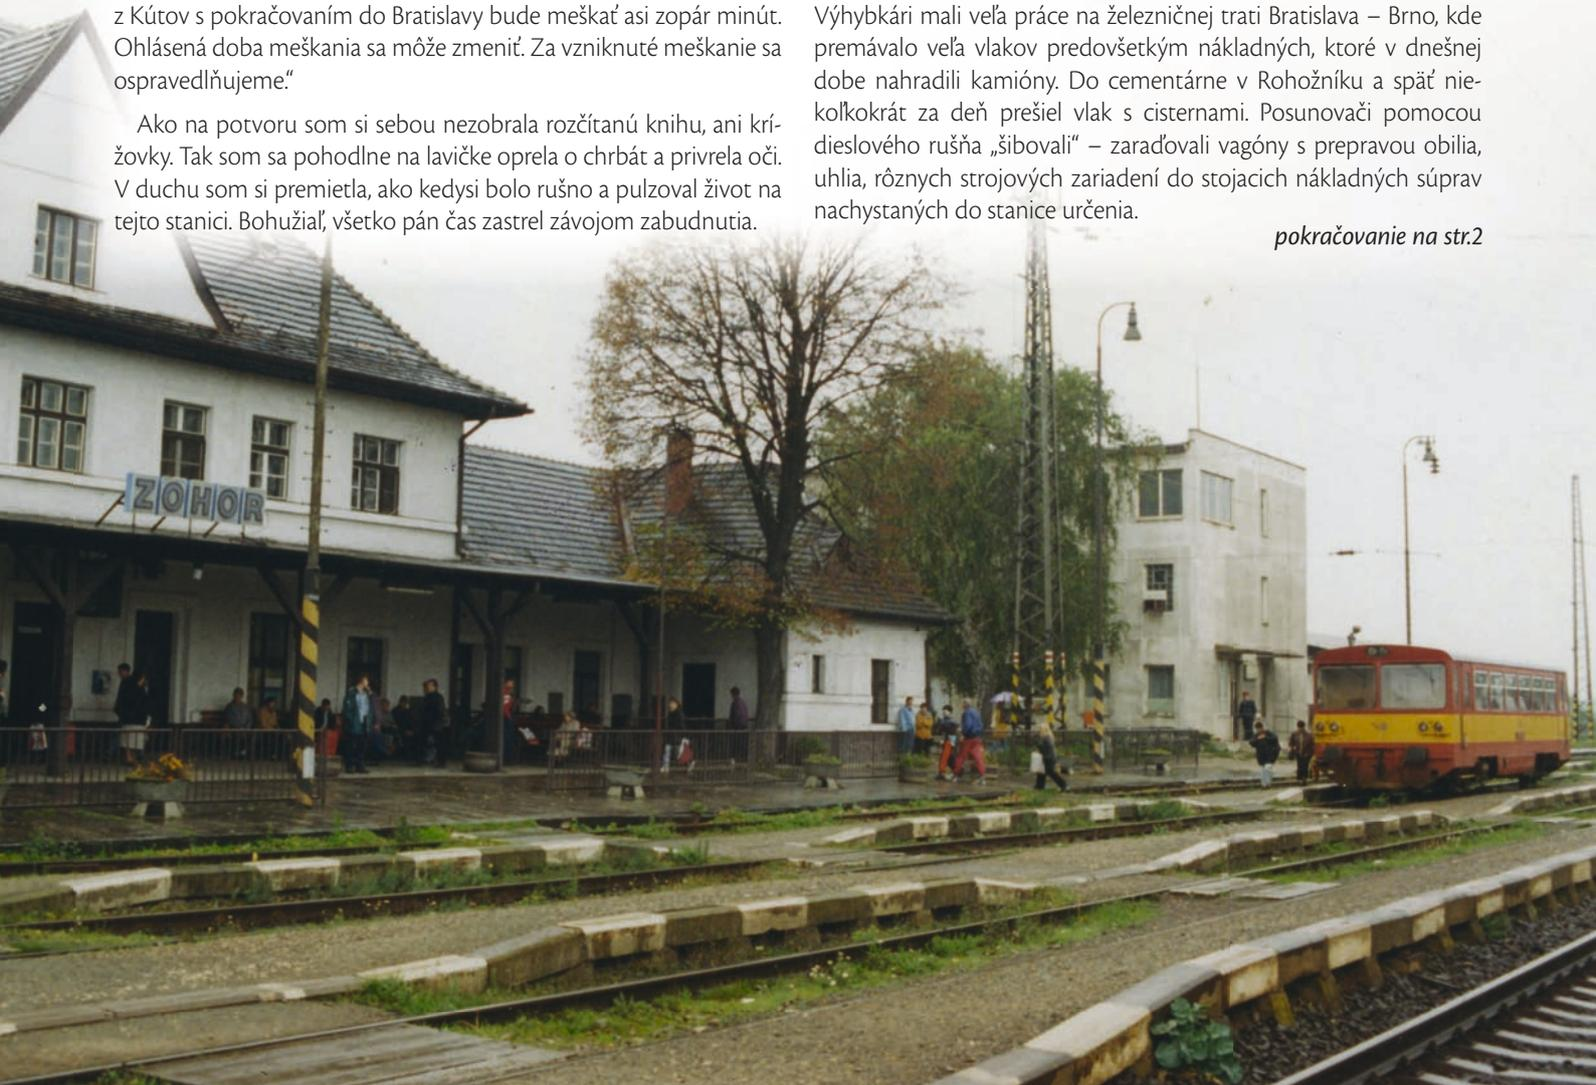 z Kútov s pokračovaním do Bratislavy bude meškať asi zopár minút.
Ohlásená doba meškania sa môže zmeniť. Za vzniknuté meškanie sa
ospravedlňujeme.“
Ako na potvoru som si sebou nezobrala rozčítanú knihu, ani krí-
žovky. Tak som sa pohodlne na lavičke oprela o chrbát a privrela oči.
V duchu som si premietla, ako kedysi bolo rušno a pulzoval život na
tejto stanici. Bohužiaľ, všetko pán čas zastrel závojom zabudnutia.
Výhybkári mali veľa práce na železničnej trati Bratislava – Brno, kde
premávalo veľa vlakov predovšetkým nákladných, ktoré v dnešnej
dobe nahradili kamióny. Do cementárne v Rohožníku a späť nie-
koľkokrát za deň prešiel vlak s cisternami. Posunovači pomocou
dieslového rušňa „šibovali“ – zaraďovali vagóny s prepravou obilia,
uhlia, rôznych strojových zariadení do stojacich nákladných súprav
nachystaných do stanice určenia.
pokračovanie na str.2
ZOHOR